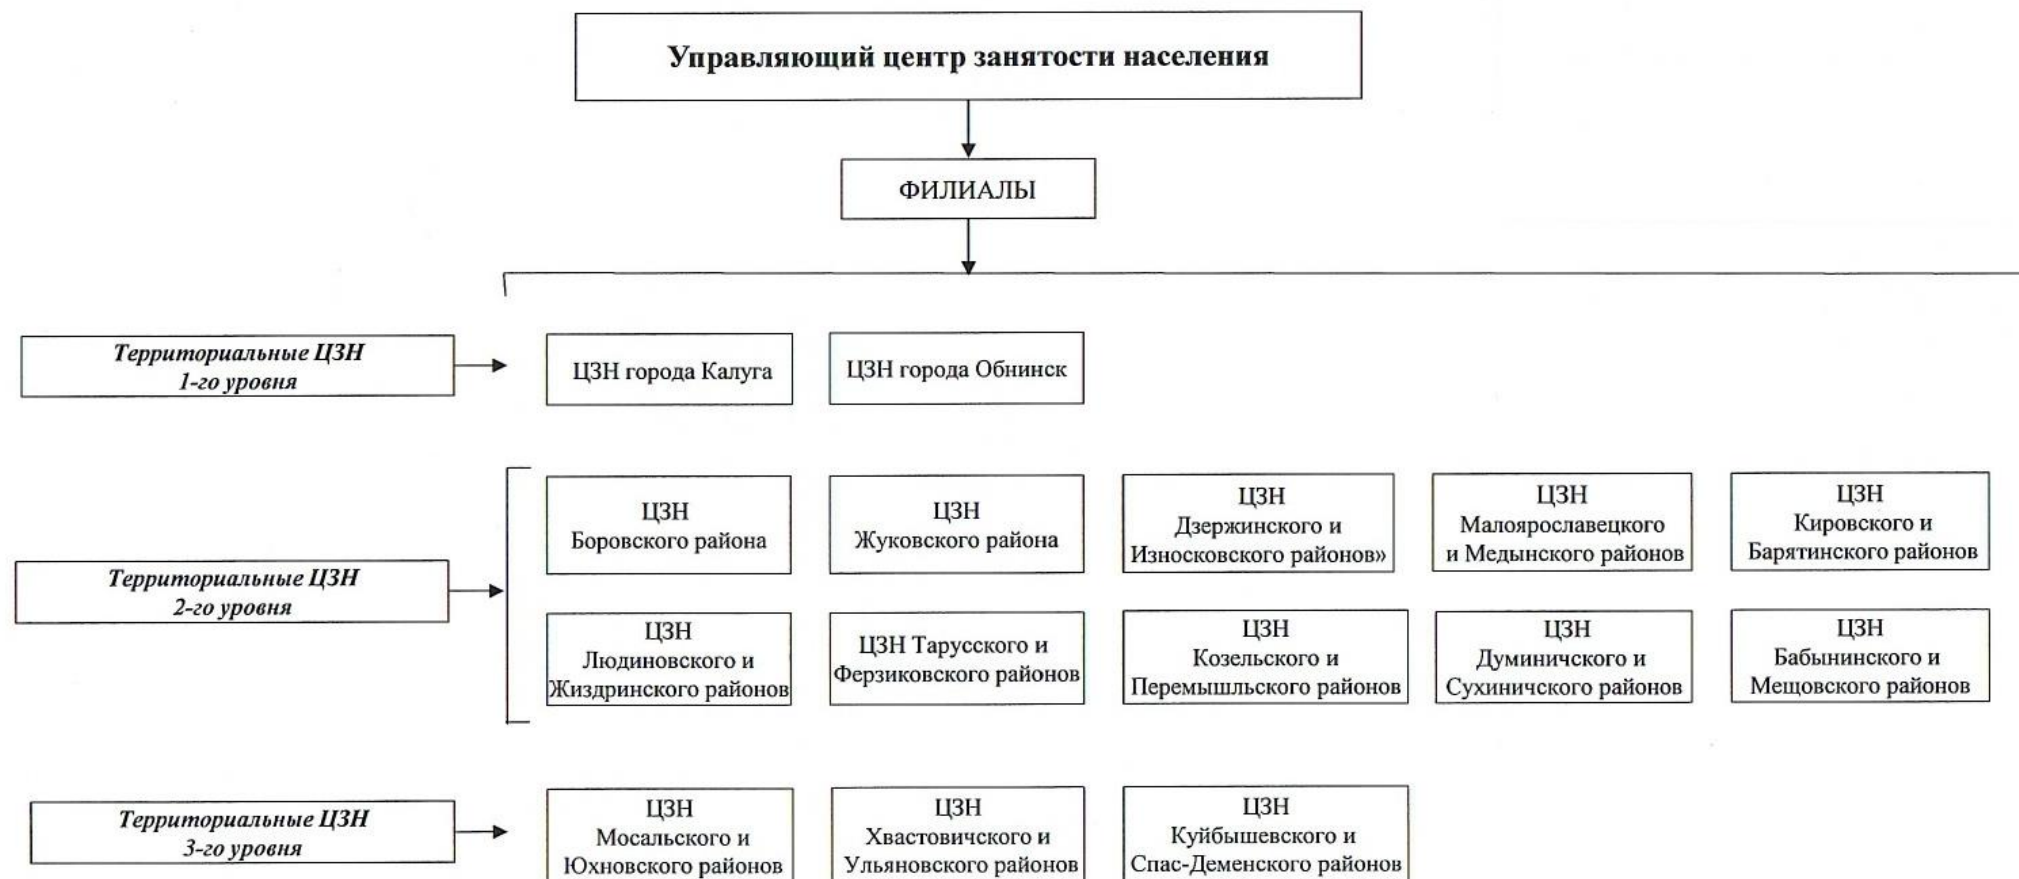 Управляющий центр занятости населения
ФИЛИАЛЫ
Территориальные ЦЗН
1-го уровня
ЦЗН города Калуга
ЦЗН города Обнинск
Территориальные ЦЗН
2-го уровня
ЦЗН
Боровского района
ЦЗН
Жуковского района
ЦЗН
Дзержинского и
Износковского районов»
ЦЗН
Малоярославецкого
и Медынского районов
ЦЗН
Кировского и
Барятинского районов
ЦЗН
Людиновского и
Жиздринского районов
ЦЗН Тарусского и
Ферзиковского районов
ЦЗН
Козельского и
Перемышльского районов
ЦЗН
Думиничского и
Сухиничского районов
ЦЗН
Бабынинского и
Мещовского районов
Территориальные ЦЗН
3-го уровня
ЦЗН
Мосальского и
Юхновского районов
ЦЗН
Хвастовичского и
Ульяновского районов
ЦЗН
Куйбышевского и
Спас-Деменского районов